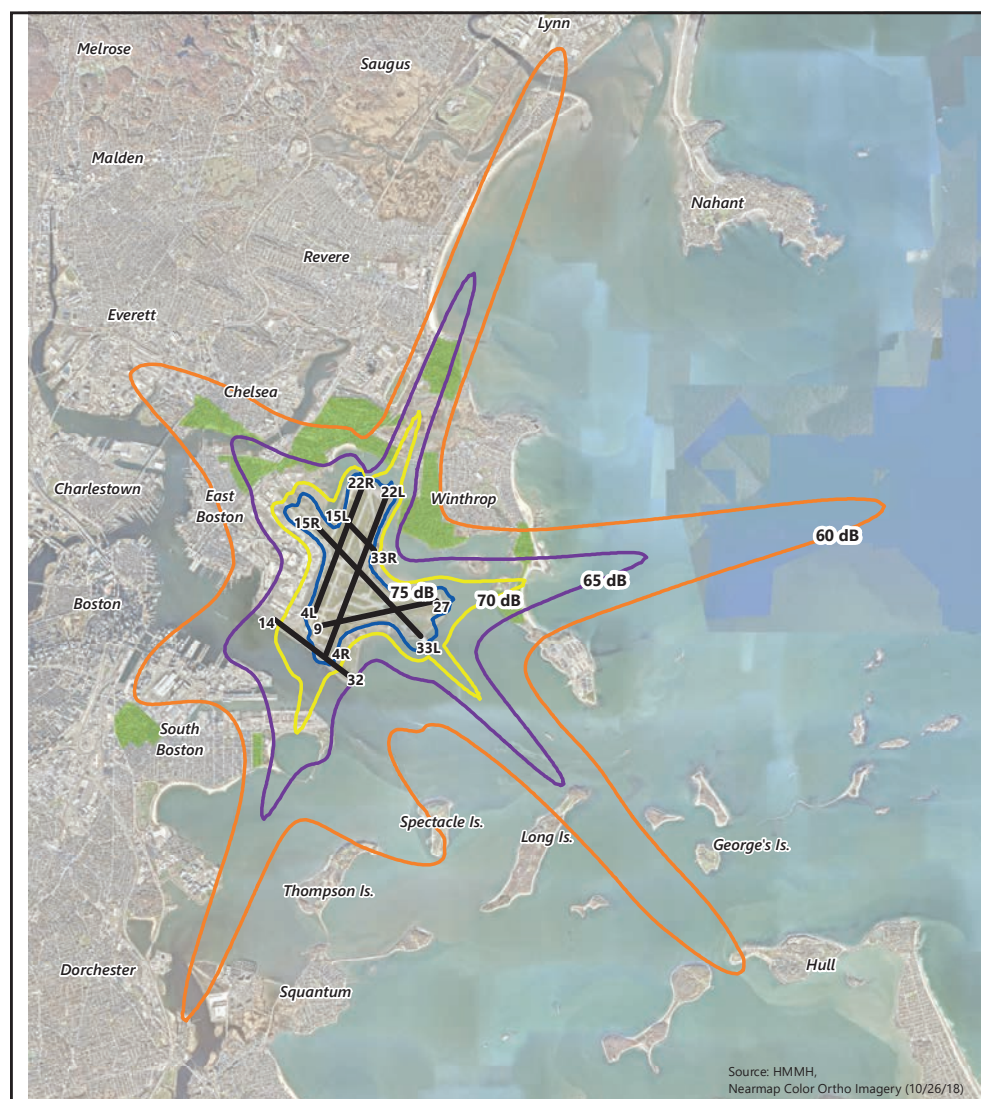 Lynn
Melrose
Saugus
Malden
Nahant
Revere
Everett
Chelsea
Charlestown
East
Boston
Winthrop
22R
22L
15R
15L
33R
60 dB
65 dB
75 dB
70 dB
27
Boston
4L
14
9
33L
4R
32
South
Boston
Spectacle Is.
Long Is.
George's Is.
Thompson Is.
Dorchester
Squantum
Hull
Source: HMMH,
Nearmap Color Ortho Imagery (10/26/18)